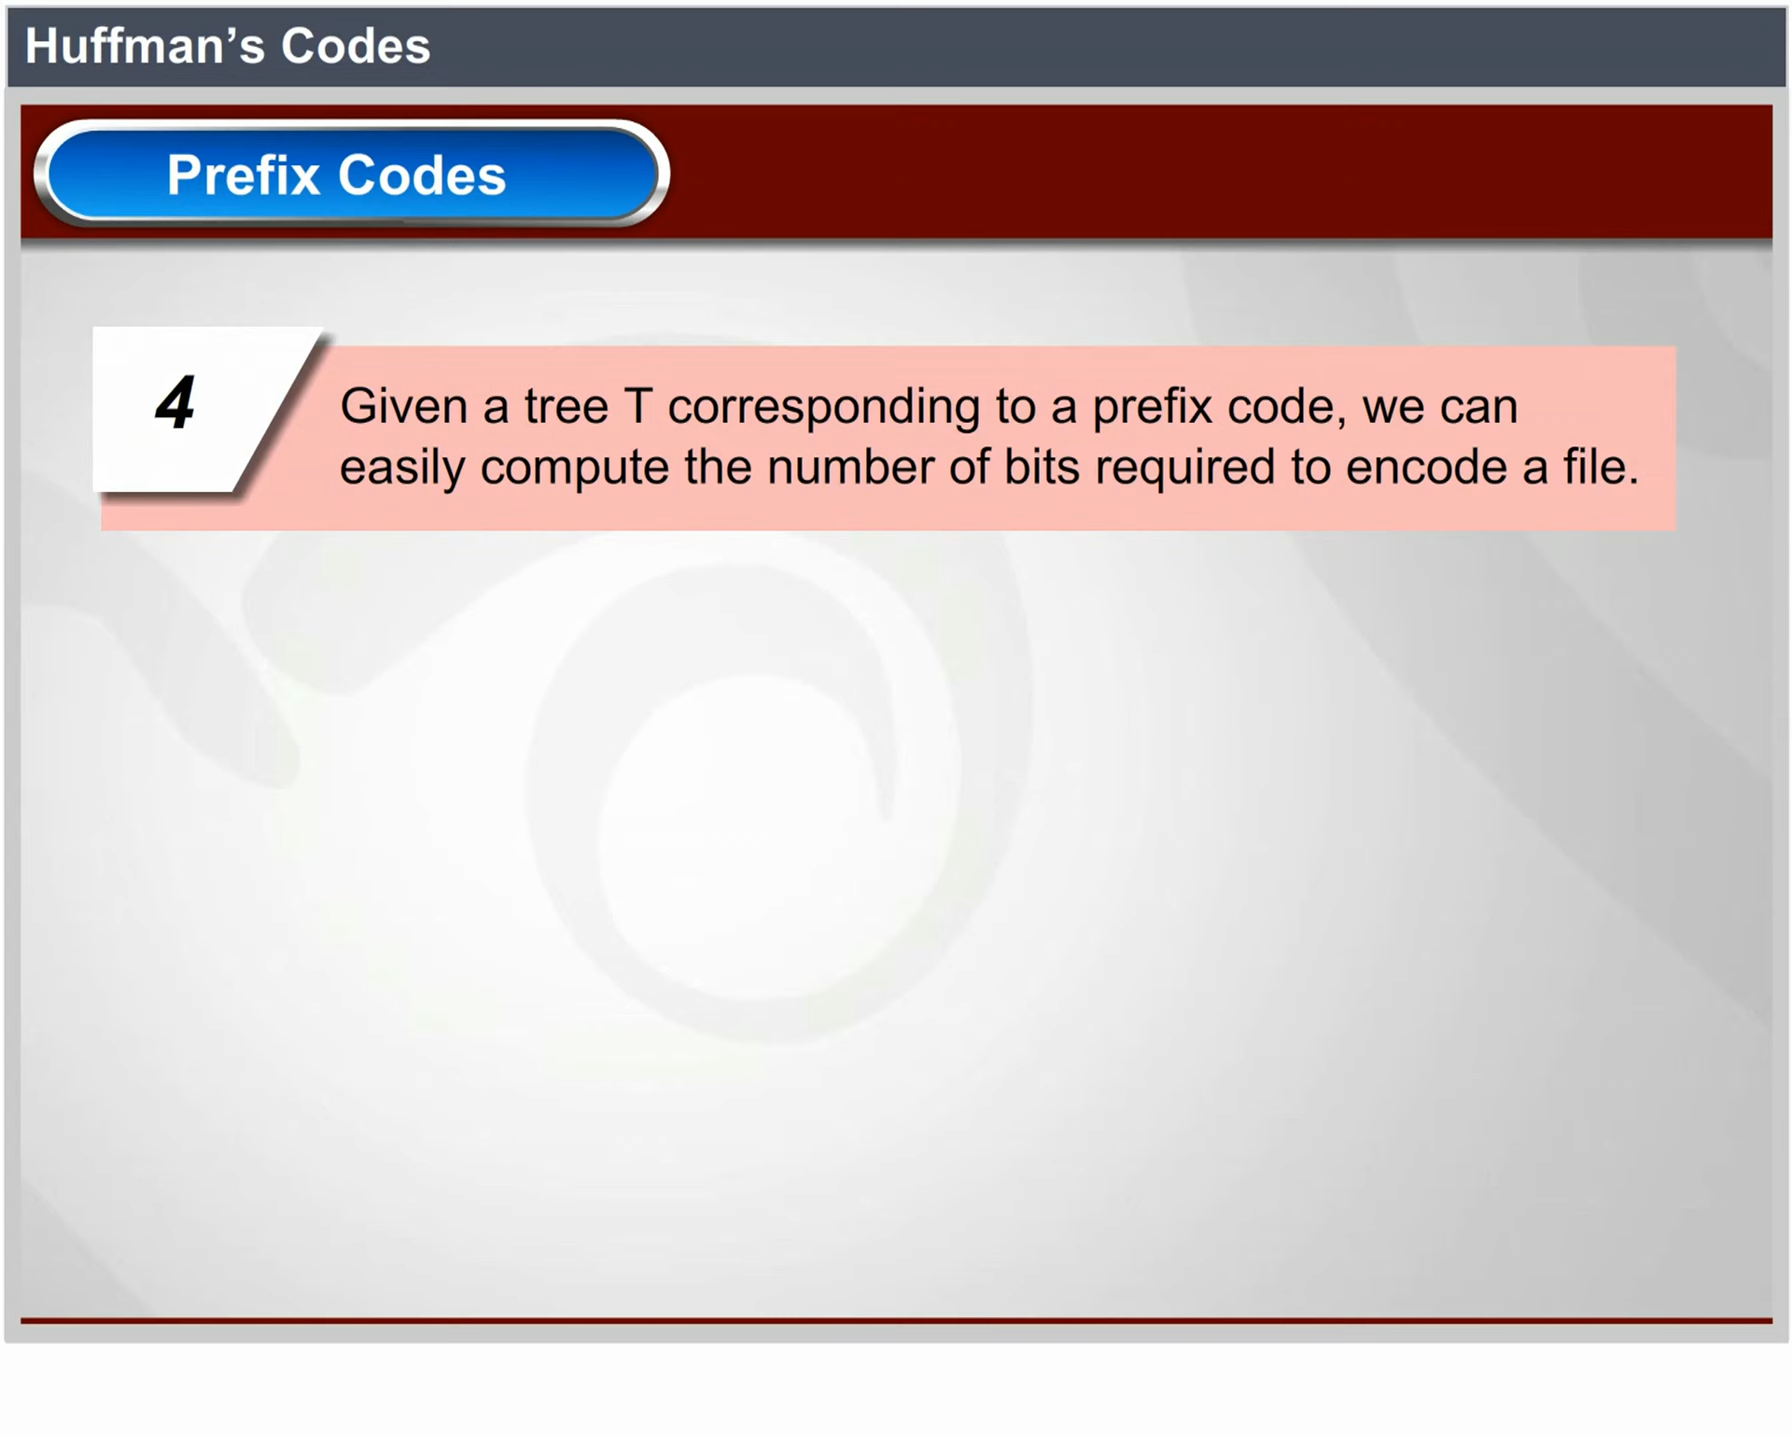 Huffman’s Codes
Prefix Codes
4
Given a tree T corresponding to a prefix code, we can
easily compute the number of bits required to encode a file.